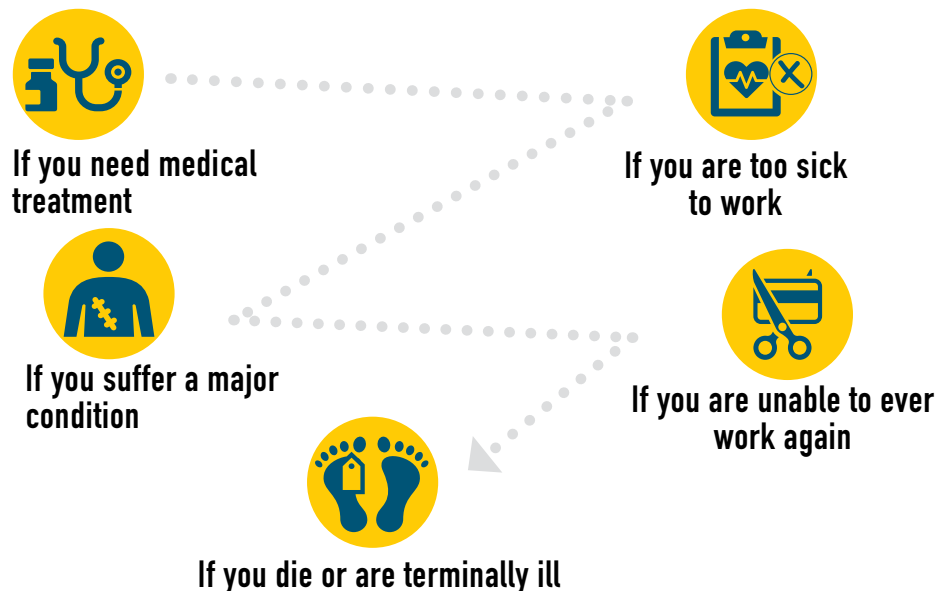 If you need medical
treatment
If you are too sick
to work
If you suffer a major
condition
If you are unable to ever
work again
If you die or are terminally ill